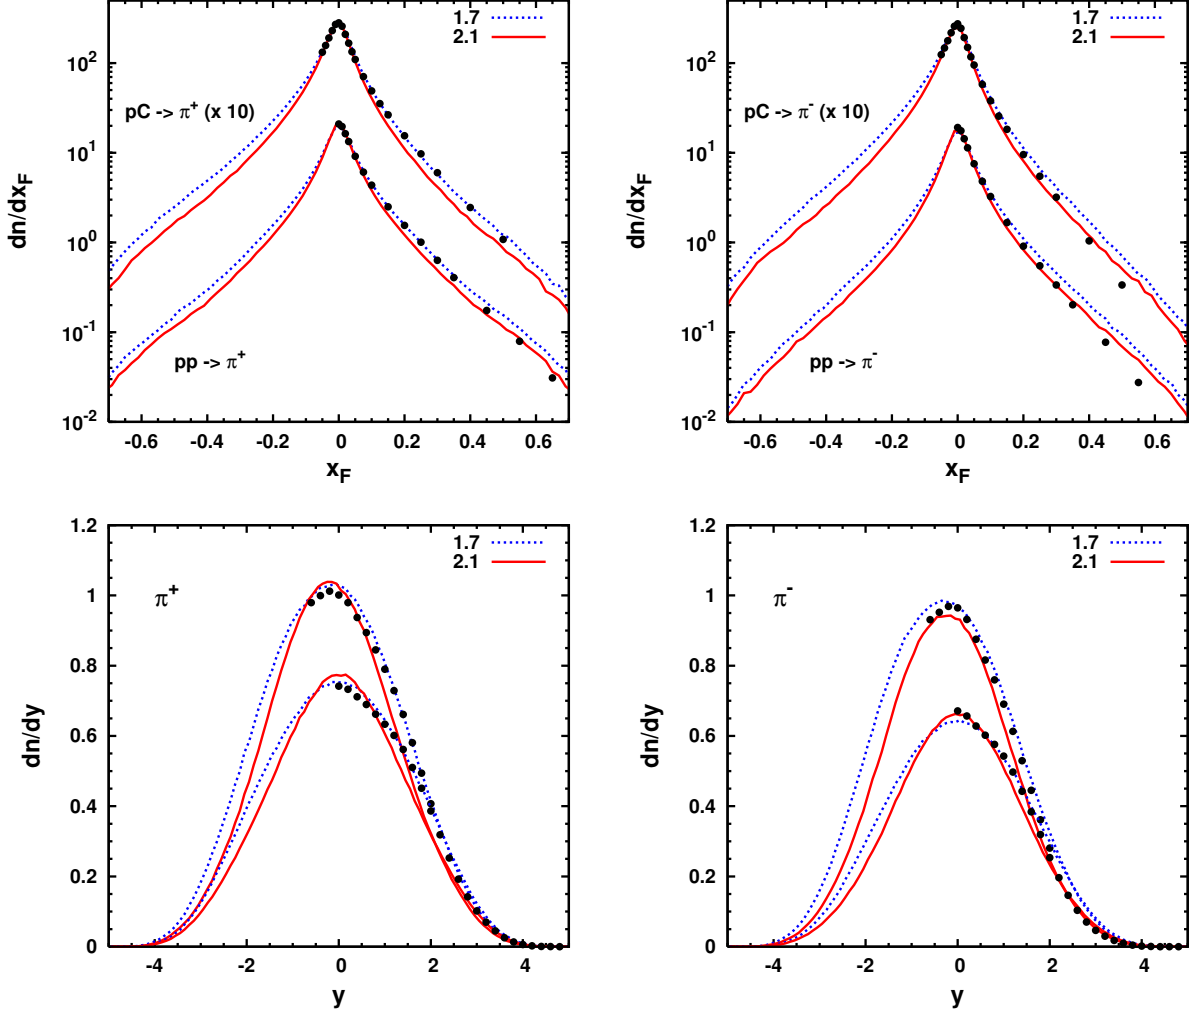 1.7
2.1
10^2
10^1
10^0
10^-1
10^-2
dn/dx_F
pC -> π^+ (x 10)
pp -> π^+
-0.6 -0.4 -0.2 0 0.2 0.4 0.6
x_F
1.7
2.1
10^2
10^1
10^0
10^-1
10^-2
dn/dx_F
pC -> π^- (x 10)
pp -> π^-
-0.6 -0.4 -0.2 0 0.2 0.4 0.6
x_F
1.7
2.1
1.2
1
0.8
0.6
0.4
0.2
0
dn/dy
π^+
-4 -2 0 2 4
y
1.7
2.1
1.2
1
0.8
0.6
0.4
0.2
0
dn/dy
π^-
-4 -2 0 2 4
y